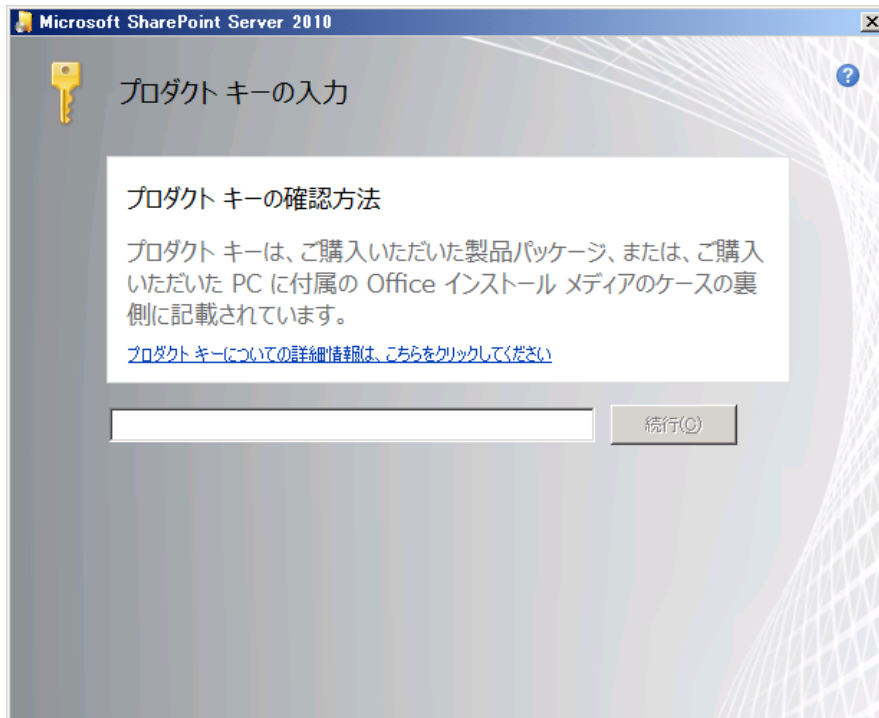 Microsoft SharePoint Server 2010
プロダクト キーの入力
プロダクト キーの確認方法
プロダクト キーは、ご購入いただいた製品パッケージ、または、ご購入
いただいた PC に付属の Office インストール メディアのケースの裏
側に記載されています。
プロダクト キーについての詳細情報は、こちらをクリックしてください
続行(C)